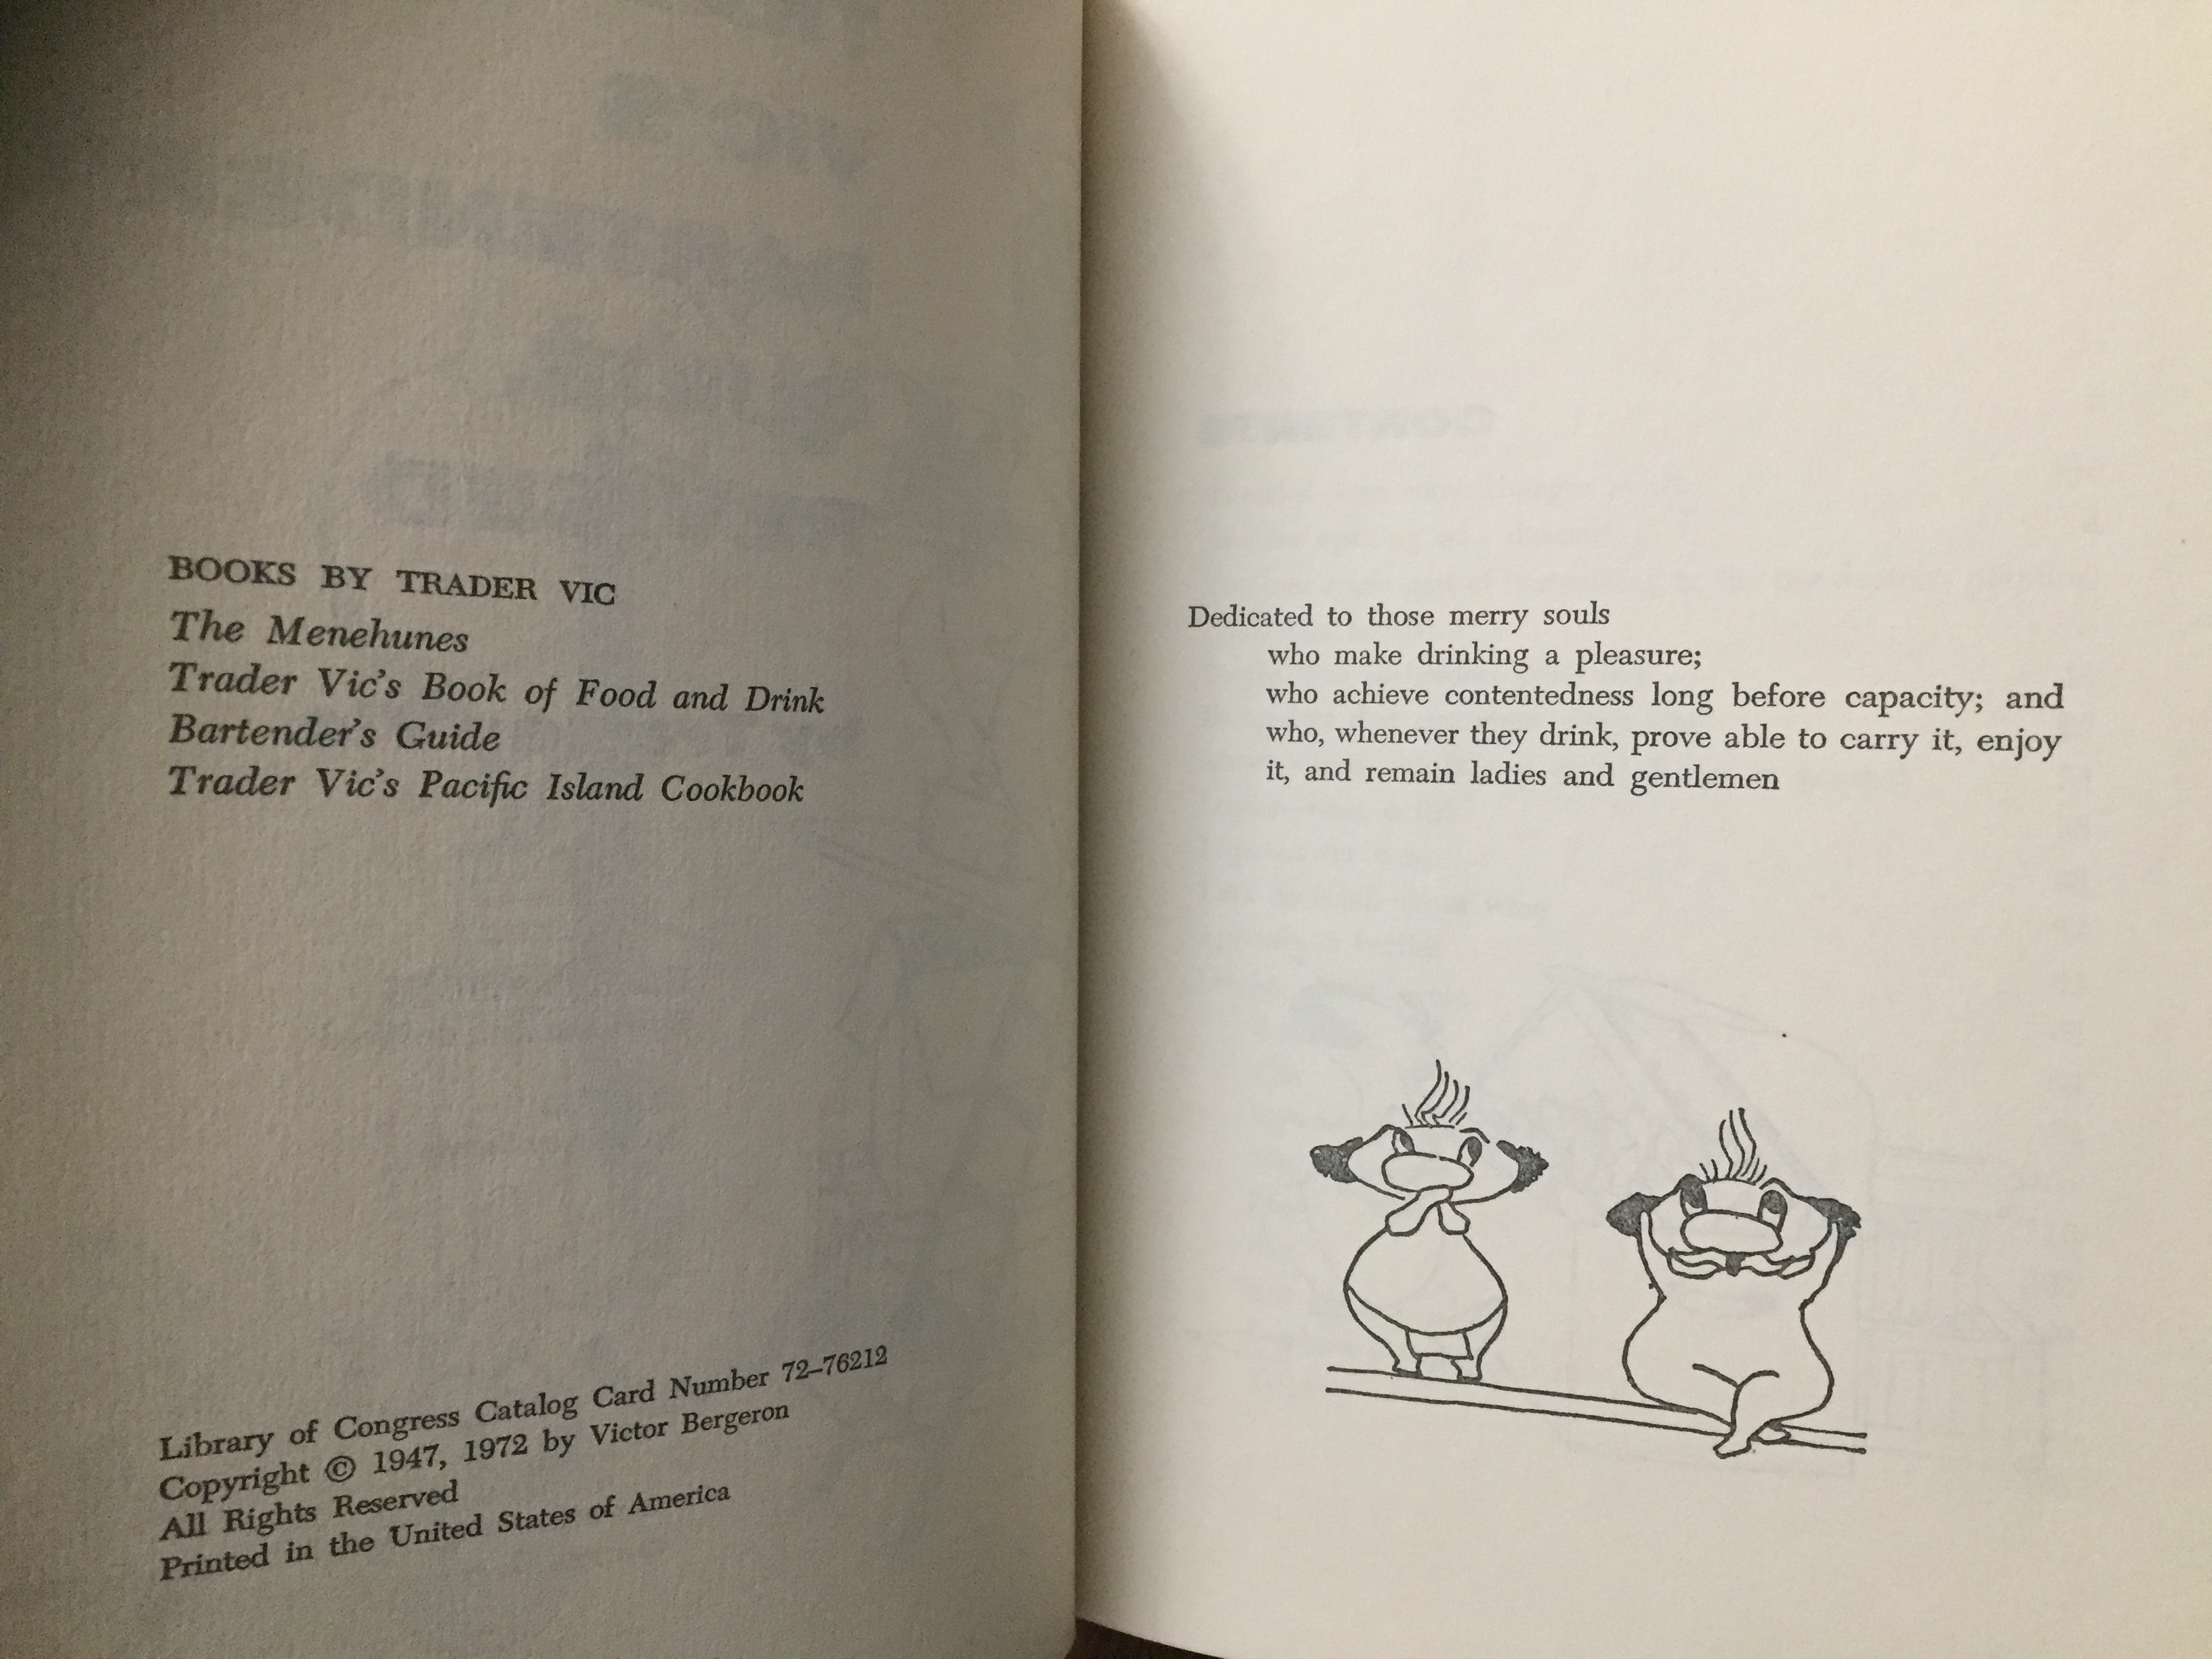 BOOKS BY TRADER VIC
The Menehunes
Trader Vic's Book of Food and Drink
Bartender's Guide
Trader Vic's Pacific Island Cookbook
Library of Congress Catalog Card Number 72–76212
Copyright © 1947, 1972 by Victor Bergeron
All Rights Reserved
Printed in the United States of America
Dedicated to those merry souls
who make drinking a pleasure;
who achieve contentedness long before capacity; and
who, whenever they drink, prove able to carry it, enjoy
it, and remain ladies and gentlemen